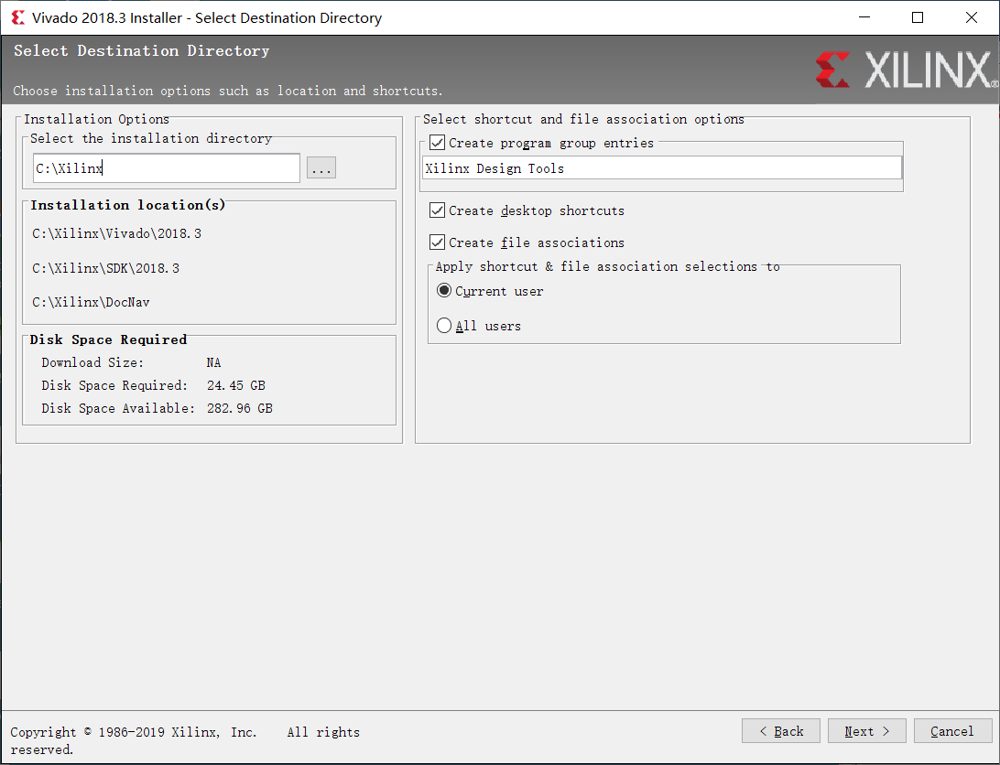 Vivado 2018.3 Installer - Select Destination Directory
Select Destination Directory
Choose installation options such as location and shortcuts.
XILINX®
Installation Options
Select the installation directory
C:\Xilinx
...
Installation location(s)
C:\Xilinx\Vivado\2018.3
C:\Xilinx\SDK\2018.3
C:\Xilinx\DocNav
Disk Space Required
Download Size: NA
Disk Space Required: 24.45 GB
Disk Space Available: 282.96 GB
Select shortcut and file association options
Create program group entries
Xilinx Design Tools
Create desktop shortcuts
Create file associations
Apply shortcut & file association selections to
Current user
All users
Copyright © 1986-2019 Xilinx, Inc. All rights
reserved.
< Back
Next >
Cancel